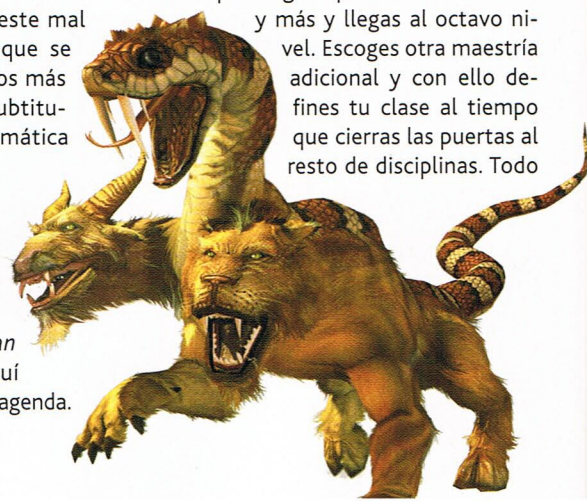 este mal
que se
os más
ubtitu-
mática
an
uí
agenda.
y más y llegas al octavo ni-
vel. Escoges otra maestría
adicional y con ello de-
fines tu clase al tiempo
que cierras las puertas al
resto de disciplinas. Todo